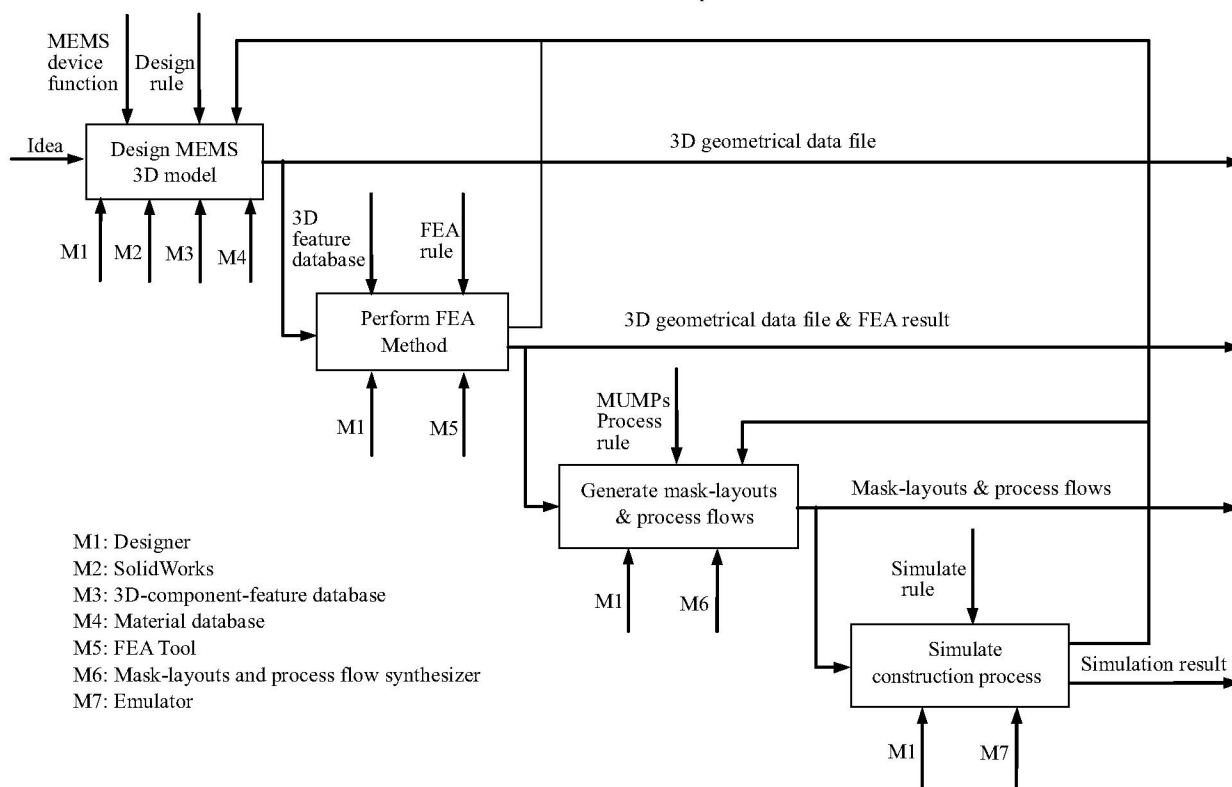 MEMS
device
function
Design
rule
Idea
Design MEMS
3D model
3D geometrical data file
M1
M2
M3
M4
3D
feature
database
FEA
rule
Perform FEA
Method
3D geometrical data file & FEA result
M1
M5
MUMPs
Process
rule
Generate mask-layouts
& process flows
Mask-layouts & process flows
M1
M6
Simulate
rule
Simulate
construction process
Simulation result
M1
M7
M1: Designer
M2: SolidWorks
M3: 3D-component-feature database
M4: Material database
M5: FEA Tool
M6: Mask-layouts and process flow synthesizer
M7: Emulator